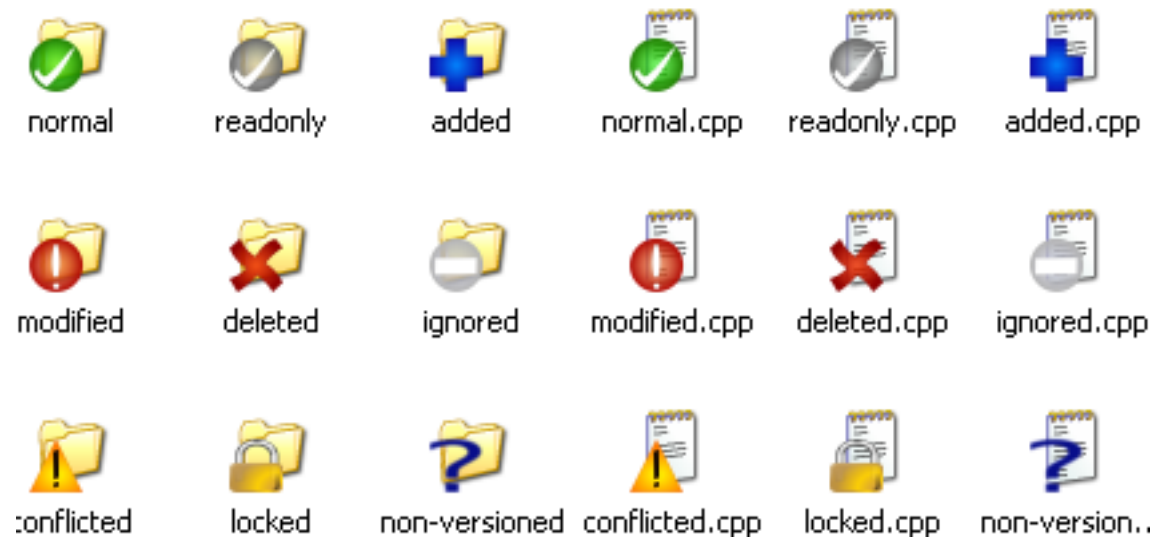 normal readonly added normal.cpp readonly.cpp added.cpp
modified deleted ignored modified.cpp deleted.cpp ignored.cpp
conflicted locked non-versioned conflicted.cpp locked.cpp non-version..